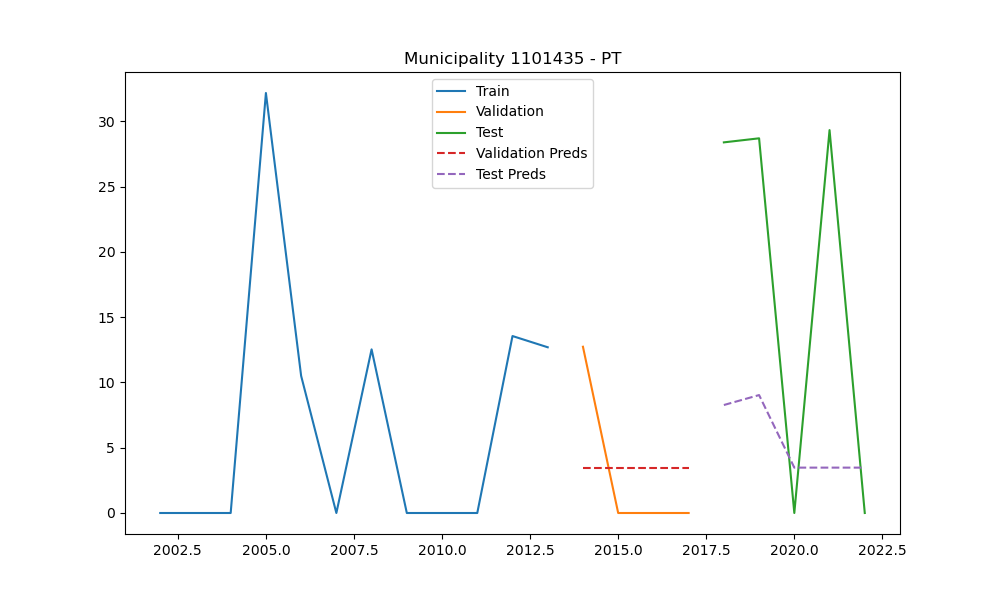 Municipality 1101435 - PT
Train
Validation
Test
Validation Preds
Test Preds
30
25
20
15
10
5
0
2002.5 2005.0 2007.5 2010.0 2012.5 2015.0 2017.5 2020.0 2022.5